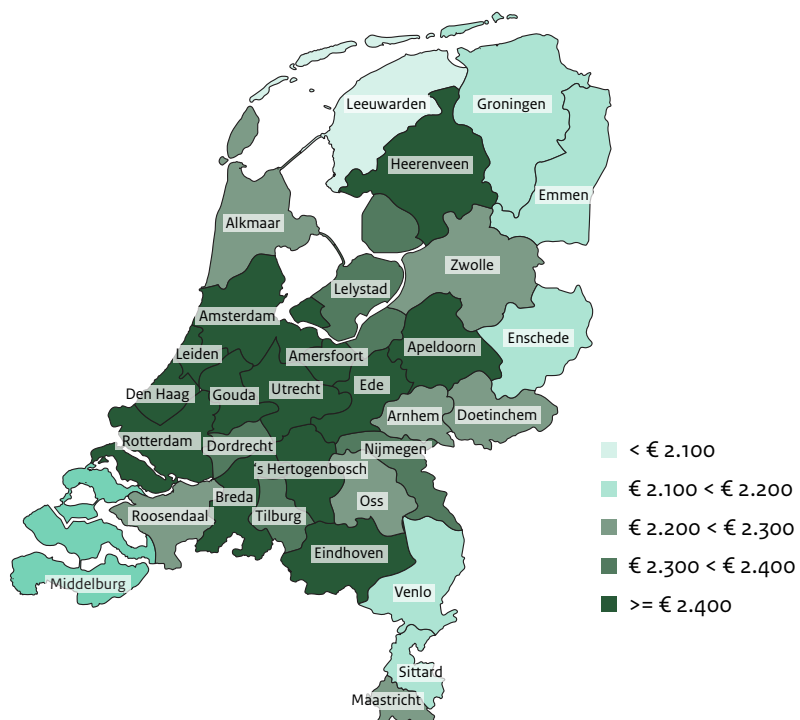 Leeuwarden
Groningen
Heerenveen
Emmen
Alkmaar
Zwolle
Lelystad
Amsterdam
Enschede
Leiden
Amersfoort
Apeldoorn
Den Haag
Gouda
Utrecht
Ede
Arnhem
Doetinchem
Rotterdam
Dordrecht
Nijmegen
's Hertogenbosch
Breda
Oss
Roosendaal
Tilburg
Eindhoven
Middelburg
Venlo
Sittard
Maastricht
< € 2.100
€ 2.100 < € 2.200
€ 2.200 < € 2.300
€ 2.300 < € 2.400
>= € 2.400